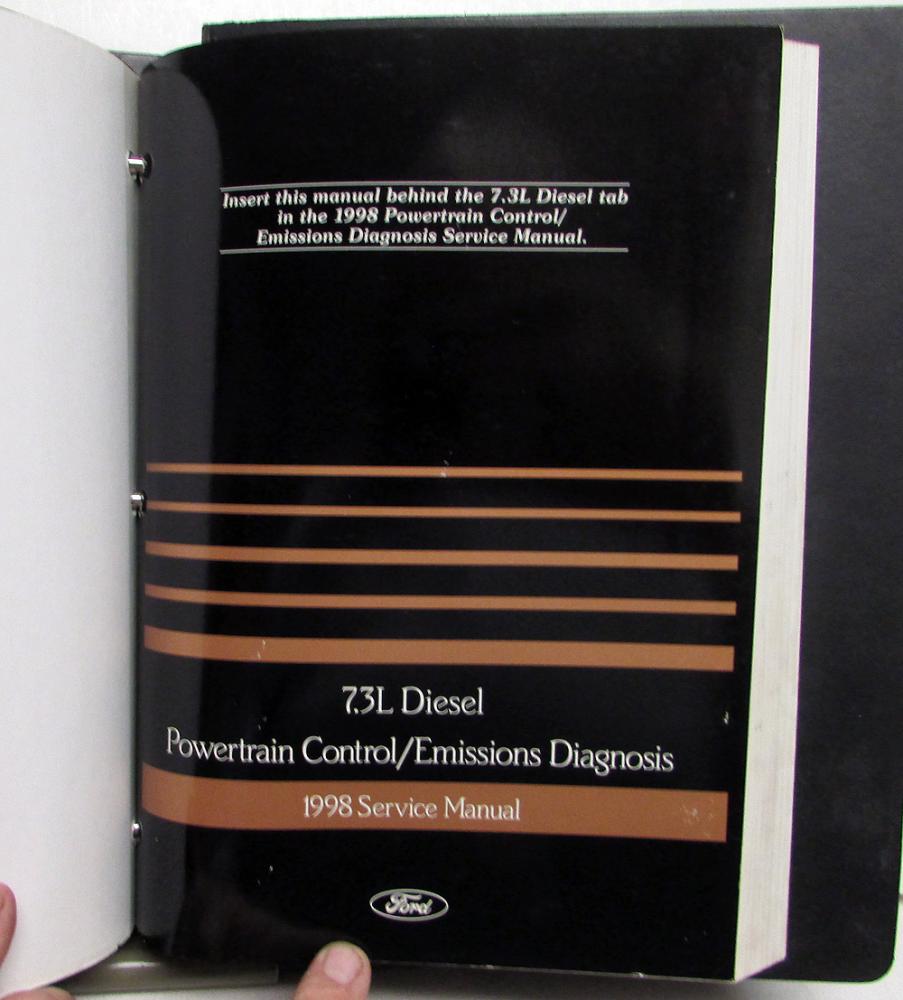 Insert this manual behind the 7.3L Diesel tab
in the 1998 Powertrain Control/
Emissions Diagnosis Service Manual.
7.3L Diesel
Powertrain Control/Emissions Diagnosis
1998 Service Manual
Ford